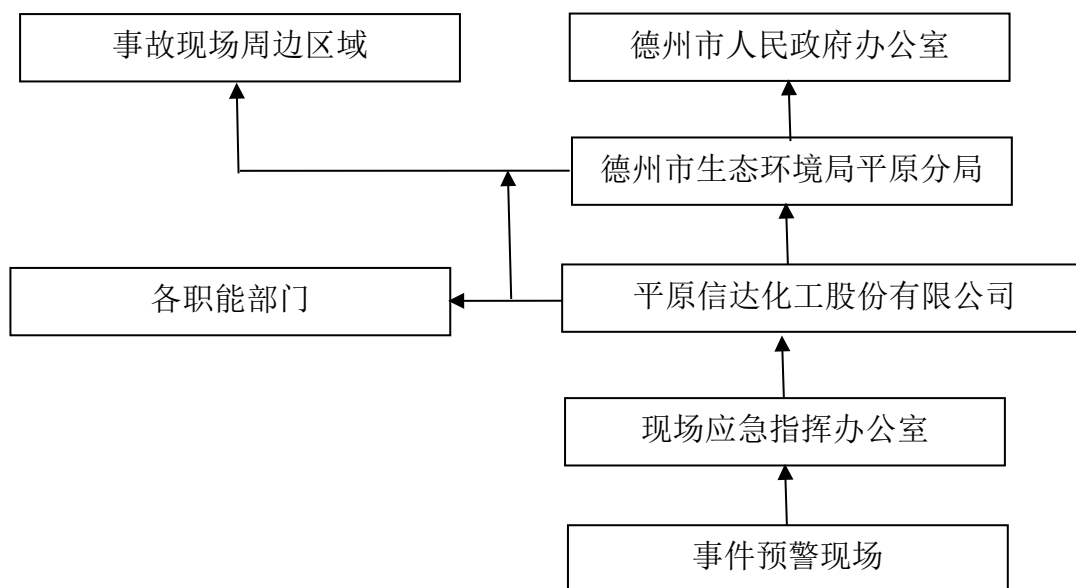 事故现场周边区域
德州市人民政府办公室
德州市生态环境局平原分局
各职能部门
平原信达化工股份有限公司
现场应急指挥办公室
事件预警现场